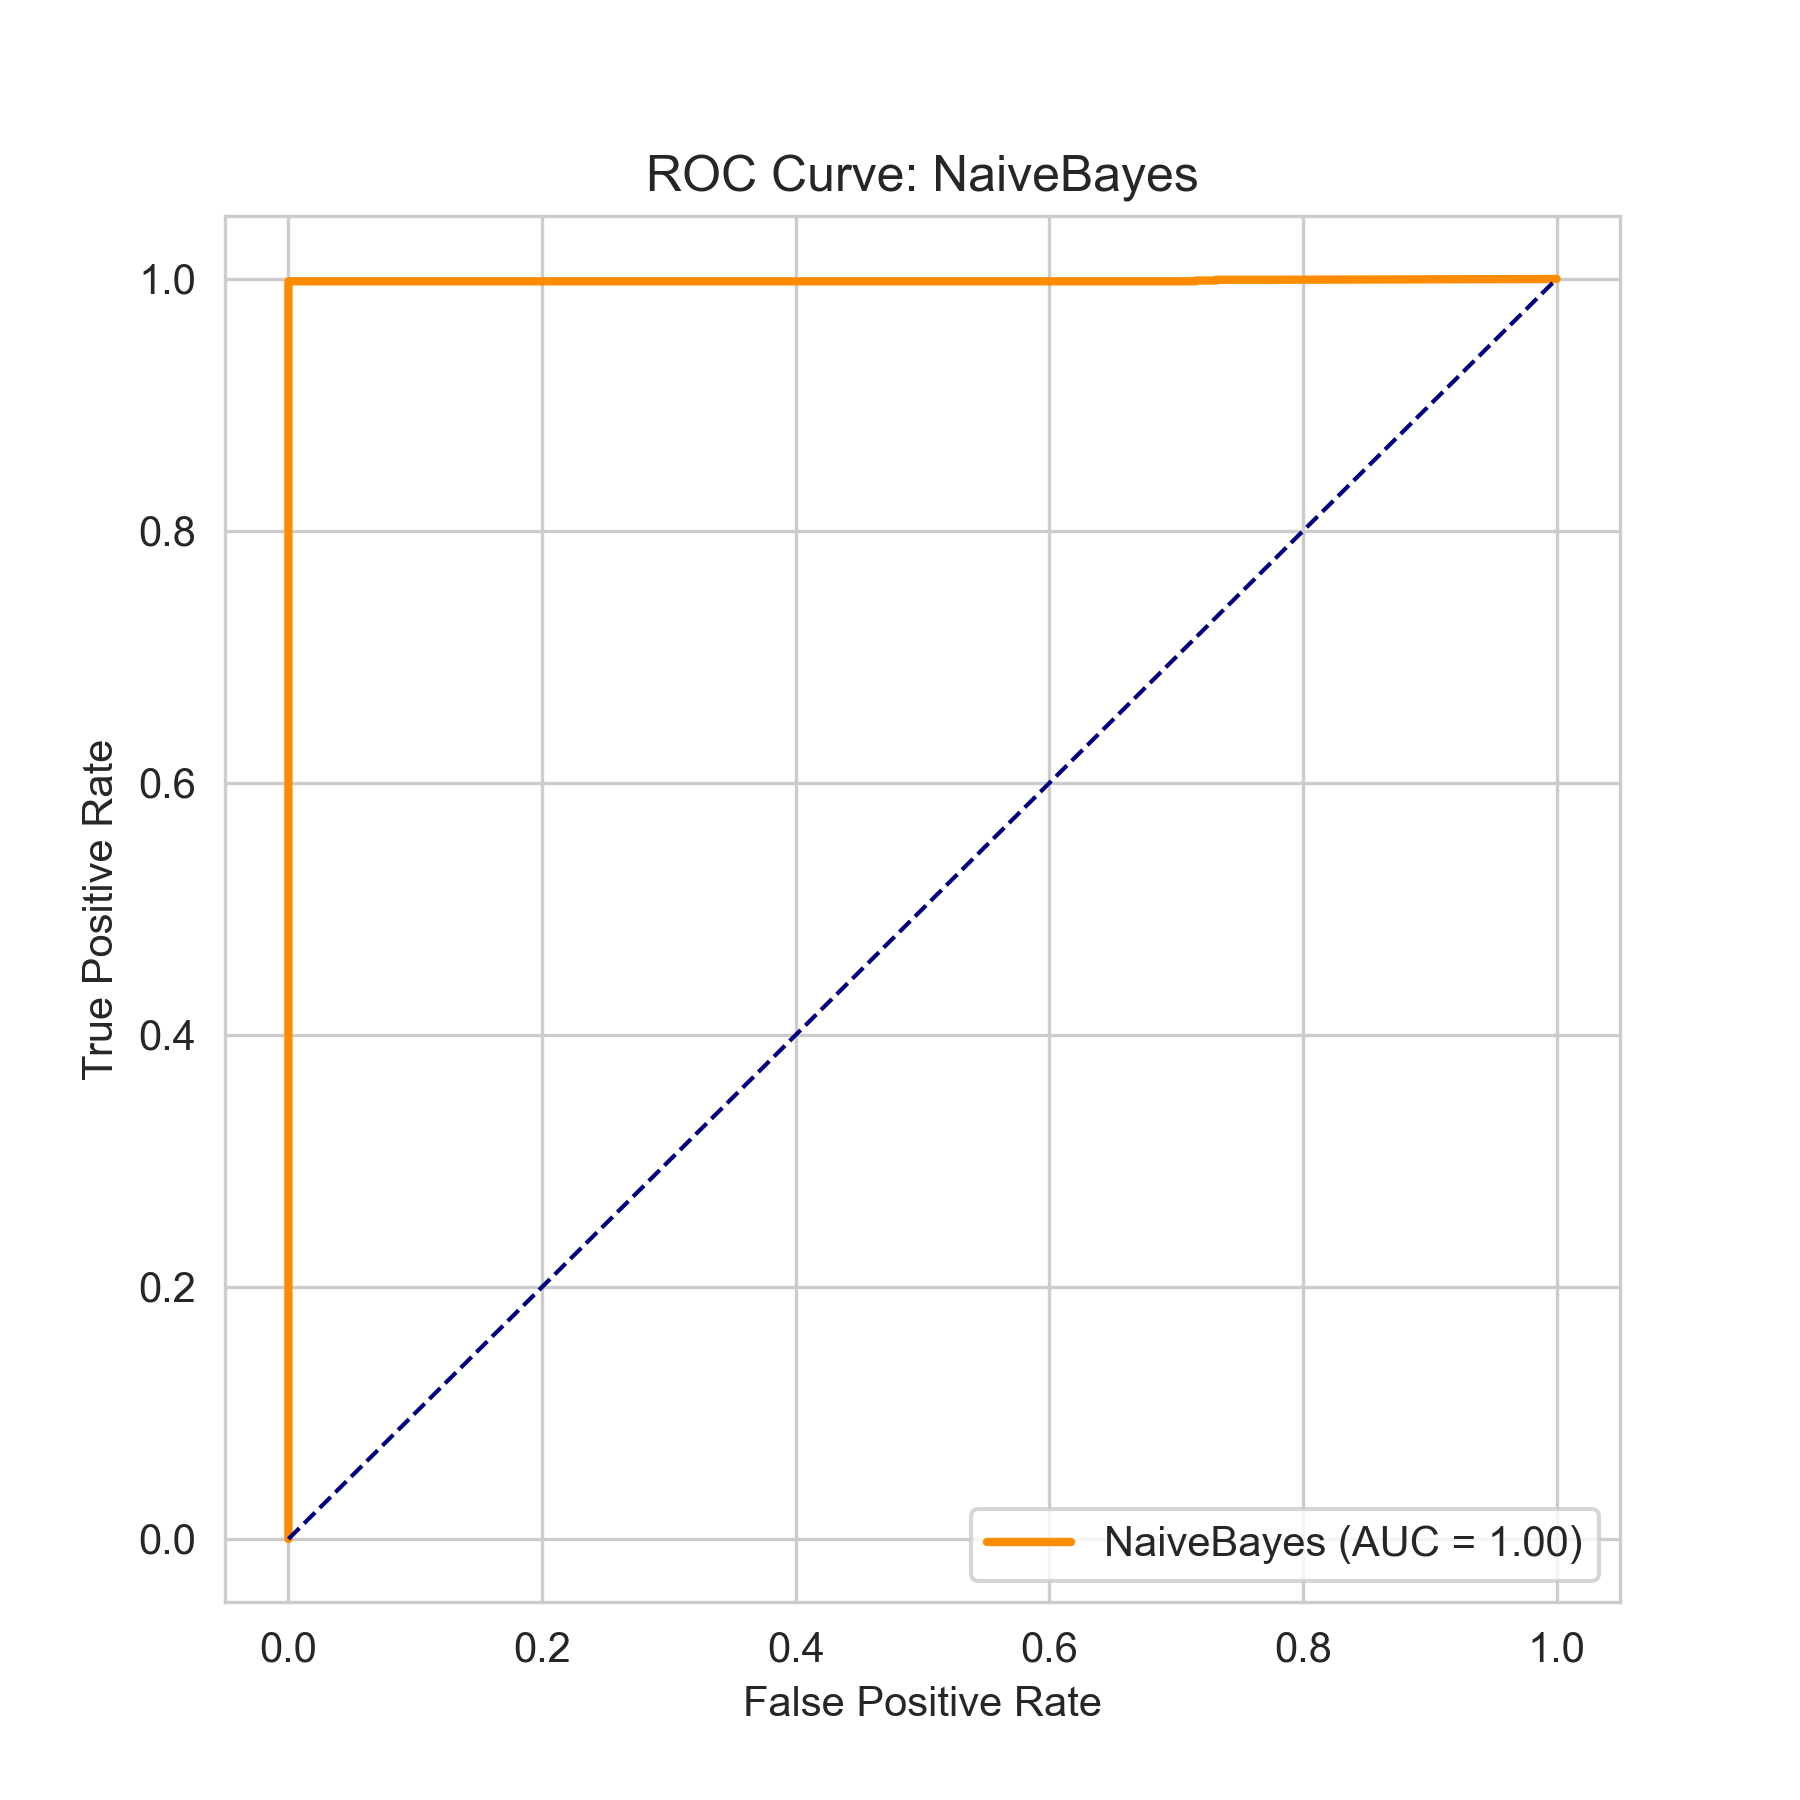 ROC Curve: NaiveBayes
1.0
0.8
0.6
0.4
0.2
0.0
True Positive Rate
NaiveBayes (AUC = 1.00)
0.0 0.2 0.4 0.6 0.8 1.0
False Positive Rate